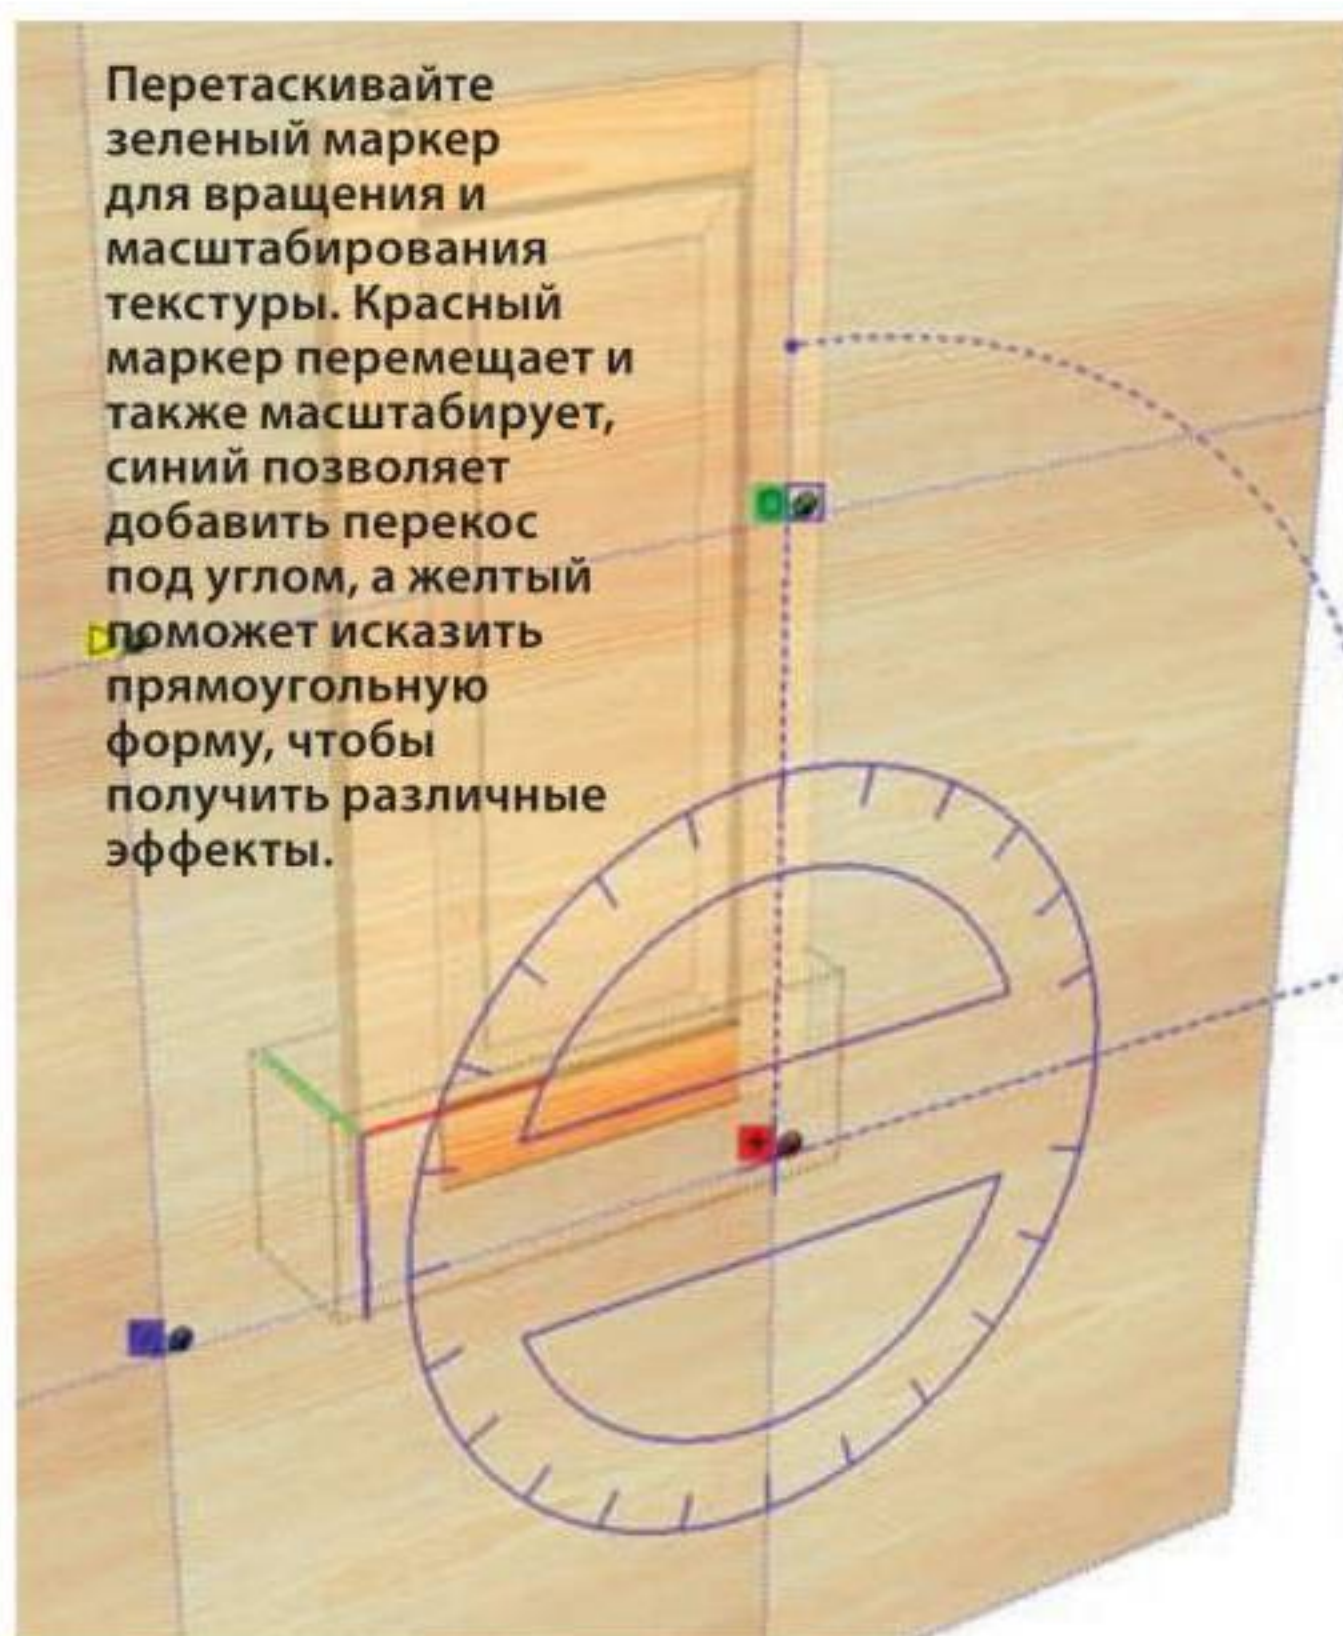 Перетаскивайте
зеленый маркер
для вращения и
масштабирования
текстуры. Красный
маркер перемещает и
также масштабирует,
синий позволяет
добавить перекос
под углом, а желтый
поможет исказить
прямоугольную
форму, чтобы
получить различные
эффекты.